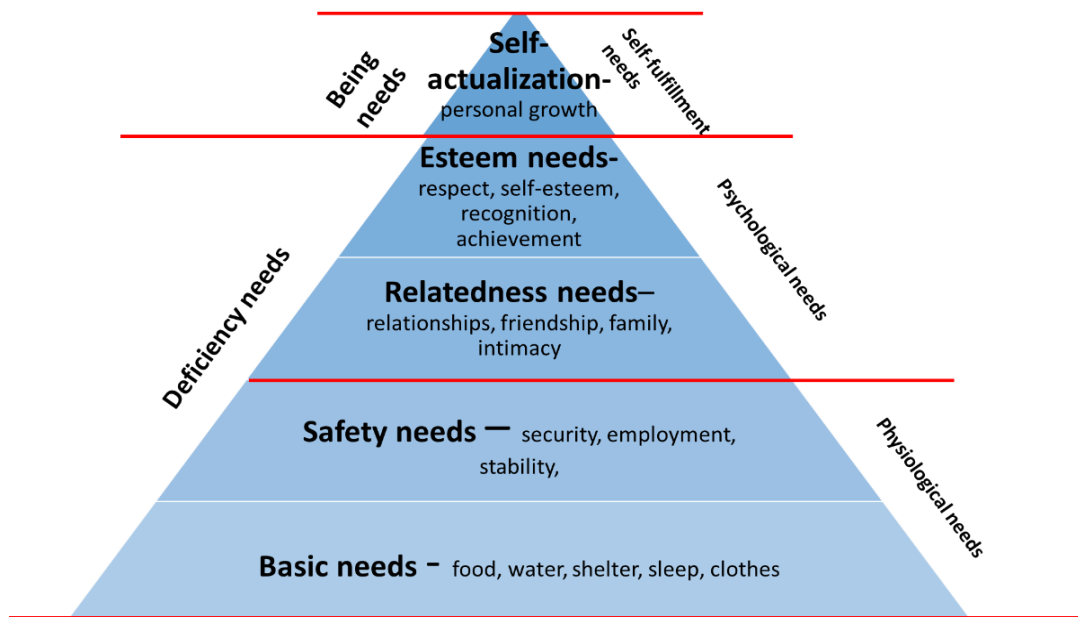 Self-
actualization-
personal growth
Being
needs
Self-fulfillment
needs
Esteem needs-
respect, self-esteem,
recognition,
achievement
Psychological needs
Deficiency needs
Relatedness needs–
relationships, friendship, family,
intimacy
Safety needs – security, employment,
stability,
Physiological needs
Basic needs - food, water, shelter, sleep, clothes